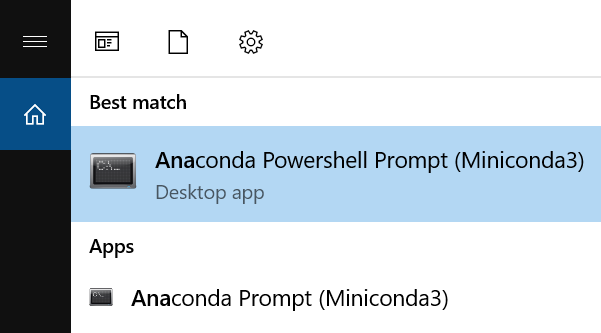 Best match
Anaconda Powershell Prompt (Miniconda3)
Desktop app
Apps
Anaconda Prompt (Miniconda3)